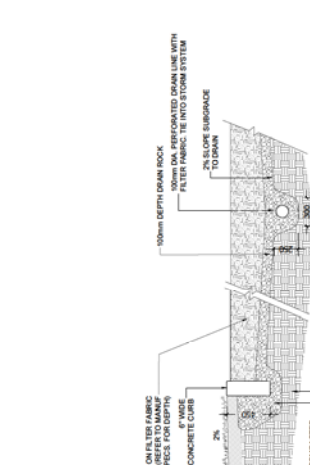 ON FILTER FABRIC
(REFER TO MANUF
PECS. FOR DEPTH)
6" WIDE
CONCRETE CURB
2%
450
100mm DEPTH DRAIN ROCK
100mm DIA. PERFORATED DRAIN LINE WITH
FILTER FABRIC. TIE INTO STORM SYSTEM
2% SLOPE SUBGRADE
TO DRAIN
250
300